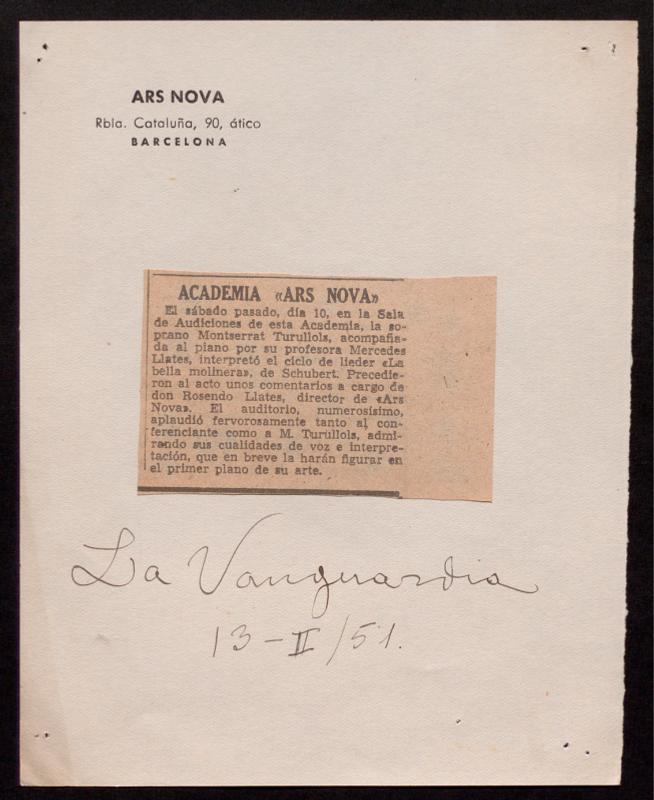 ARS NOVA
Rbla. Cataluña, 90, ático
BARCELONA
ACADEMIA «ARS NOVA»
El sábado pasado, día 10, en la Sala
de Audiciones de esta Academia, la so-
prano Montserrat Turullols, acompaña-
da al piano por su profesora Mercedes
Llates, interpretó el ciclo de lieder «La
bella molinera», de Schubert. Precedie-
ron al acto unos comentarios a cargo de
don Rosendo Llates, director de «Ars
Nova». El auditorio, numerosísimo,
aplaudió fervorosamente tanto al con-
ferenciante como a M. Turullols, admi-
rando sus cualidades de voz e interpre-
tación, que en breve la harán figurar en
el primer plano de su arte.
La Vanguardia
13-II/51.